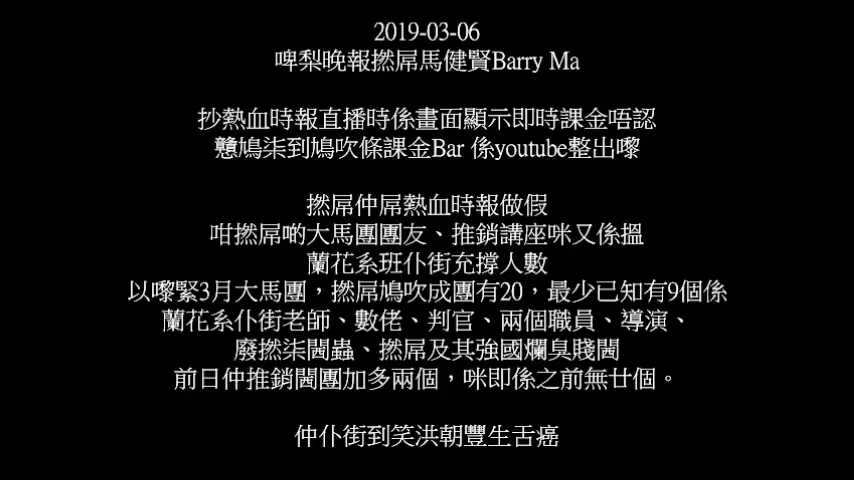 2019-03-06
啤梨晚報撚屌馬健賢Barry Ma
抄熱血時報直播時係畫面顯示即時課金唔認
戇鳩柒到鳩吹條課金Bar 係youtube整出嚟
撚屌仲屌熱血時報做假
咁撚屌啲大馬團團友、推銷講座咪又係搵
蘭花系班仆街充撐人數
以嚟緊3月大馬團，撚屌鳩吹成團有20，最少已知有9個係
蘭花系仆街老師、數佬、判官、兩個職員、導演、
廢撚柒閪蟲、撚屌及其強國爛臭賤閪
前日仲推銷閪團加多兩個，咪即係之前無廿個。
仲仆街到笑洪朝豐生舌癌